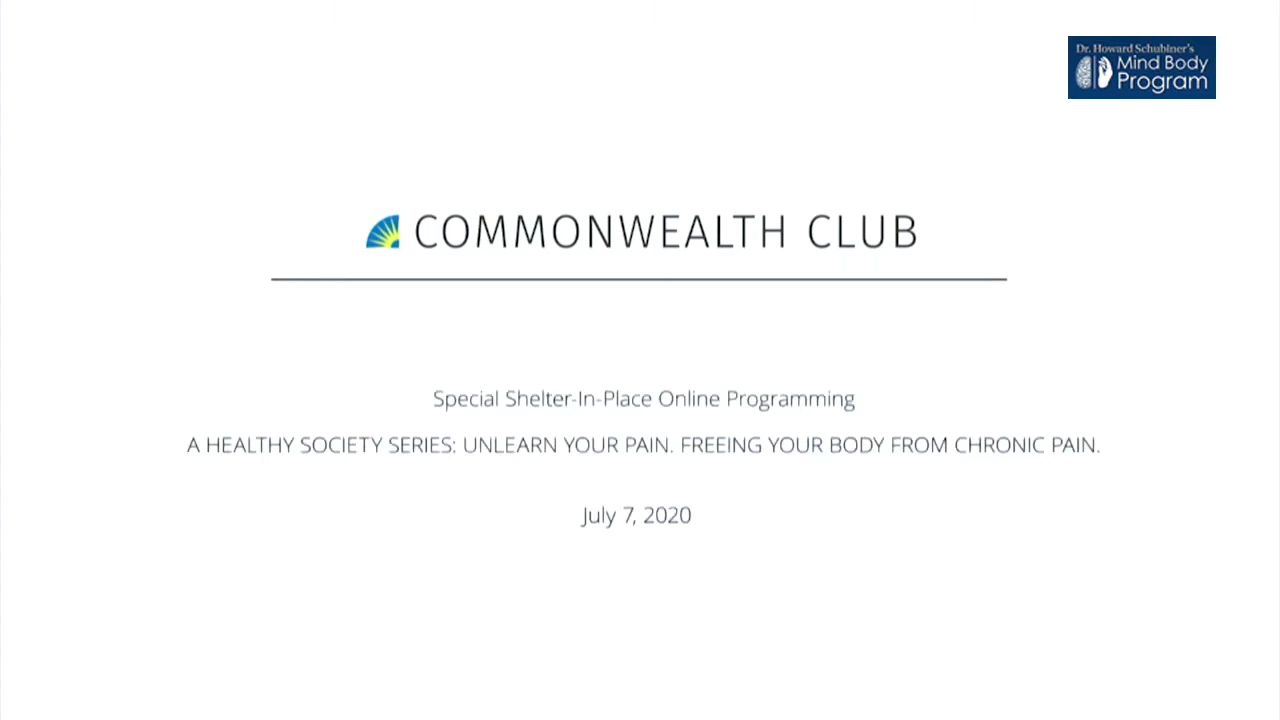 Dr. Howard Schubiner's
Mind Body
Program
COMMONWEALTH CLUB
Special Shelter-In-Place Online Programming
A HEALTHY SOCIETY SERIES: UNLEARN YOUR PAIN. FREEING YOUR BODY FROM CHRONIC PAIN.
July 7, 2020